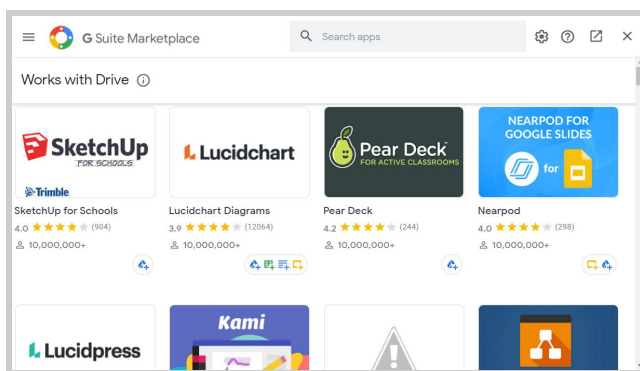 G Suite Marketplace
Search apps
Works with Drive
SketchUp
FOR SCHOOLS
Trimble
Lucidchart
Pear Deck
FOR ACTIVE CLASSROOMS
NEARPOD FOR
GOOGLE SLIDES
for
SketchUp for Schools
Lucidchart Diagrams
Pear Deck
Nearpod
4.0 (904)
3.9 (12064)
4.2 (244)
4.0 (298)
10,000,000+
10,000,000+
10,000,000+
10,000,000+
Lucidpress
Kami